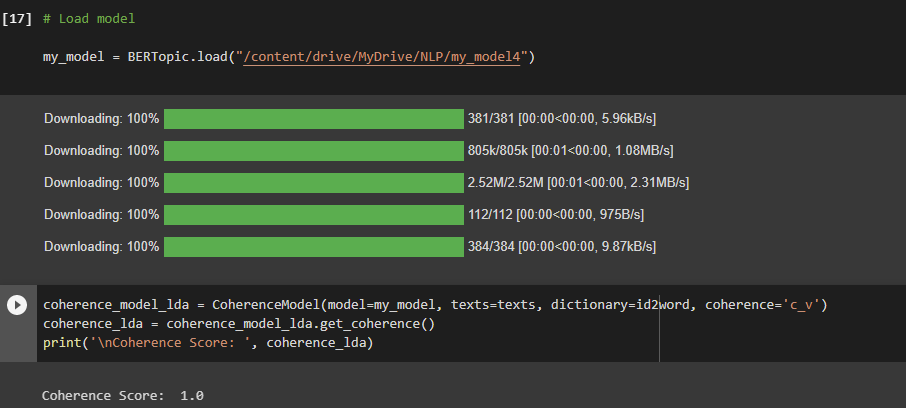 [17] # Load model
my_model = BERTopic.load("/content/drive/MyDrive/NLP/my_model4")
Downloading: 100% 381/381 [00:00<00:00, 5.96kB/s]
Downloading: 100% 805k/805k [00:01<00:00, 1.08MB/s]
Downloading: 100% 2.52M/2.52M [00:01<00:00, 2.31MB/s]
Downloading: 100% 112/112 [00:00<00:00, 975B/s]
Downloading: 100% 384/384 [00:00<00:00, 9.87kB/s]
coherence_model_lda = CoherenceModel(model=my_model, texts=texts, dictionary=id2word, coherence='c_v')
coherence_lda = coherence_model_lda.get_coherence()
print('\nCoherence Score: ', coherence_lda)
Coherence Score:  1.0